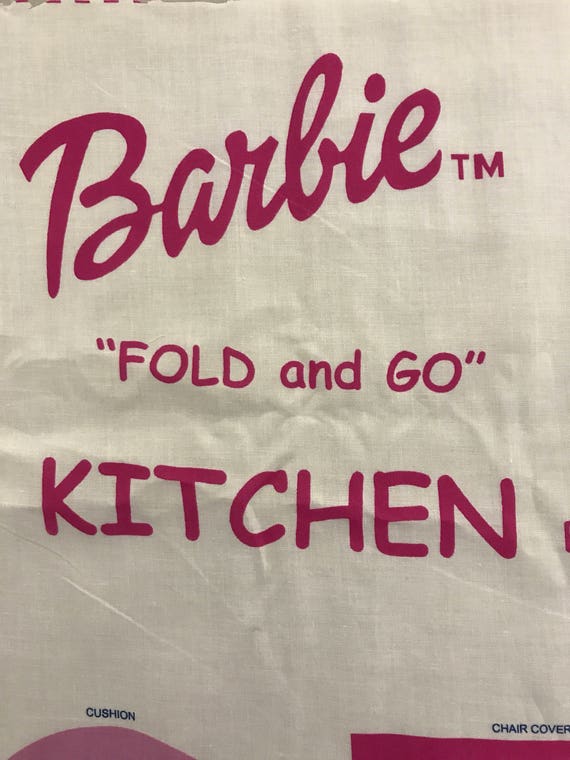 Barbie™
"FOLD and GO"
KITCHEN
CUSHION
CHAIR COVER